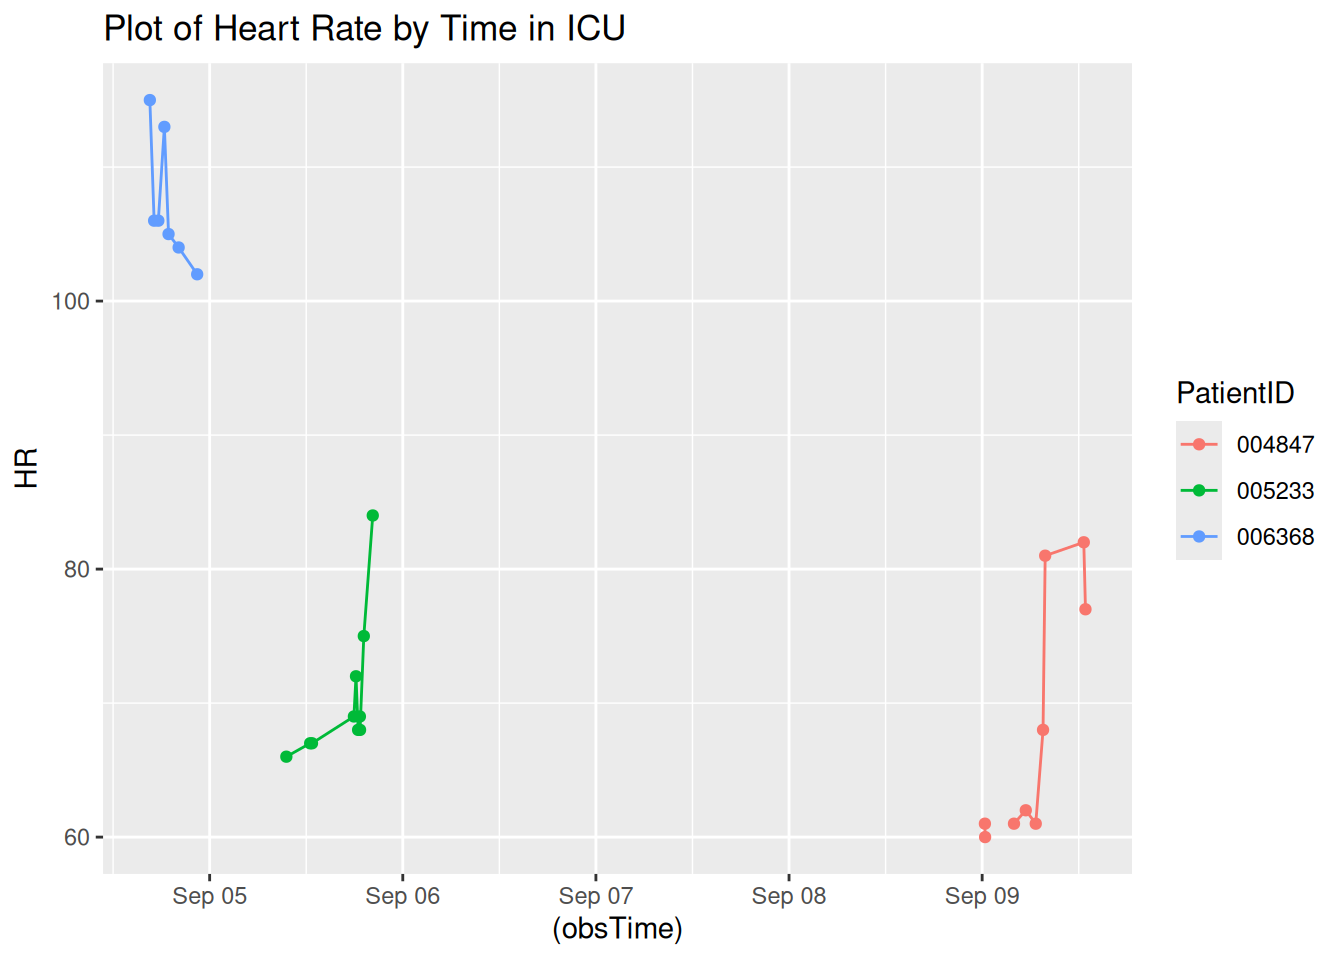 Plot of Heart Rate by Time in ICU
HR
100
80
60
Sep 05 Sep 06 Sep 07 Sep 08 Sep 09
(obsTime)
PatientID
004847
005233
006368